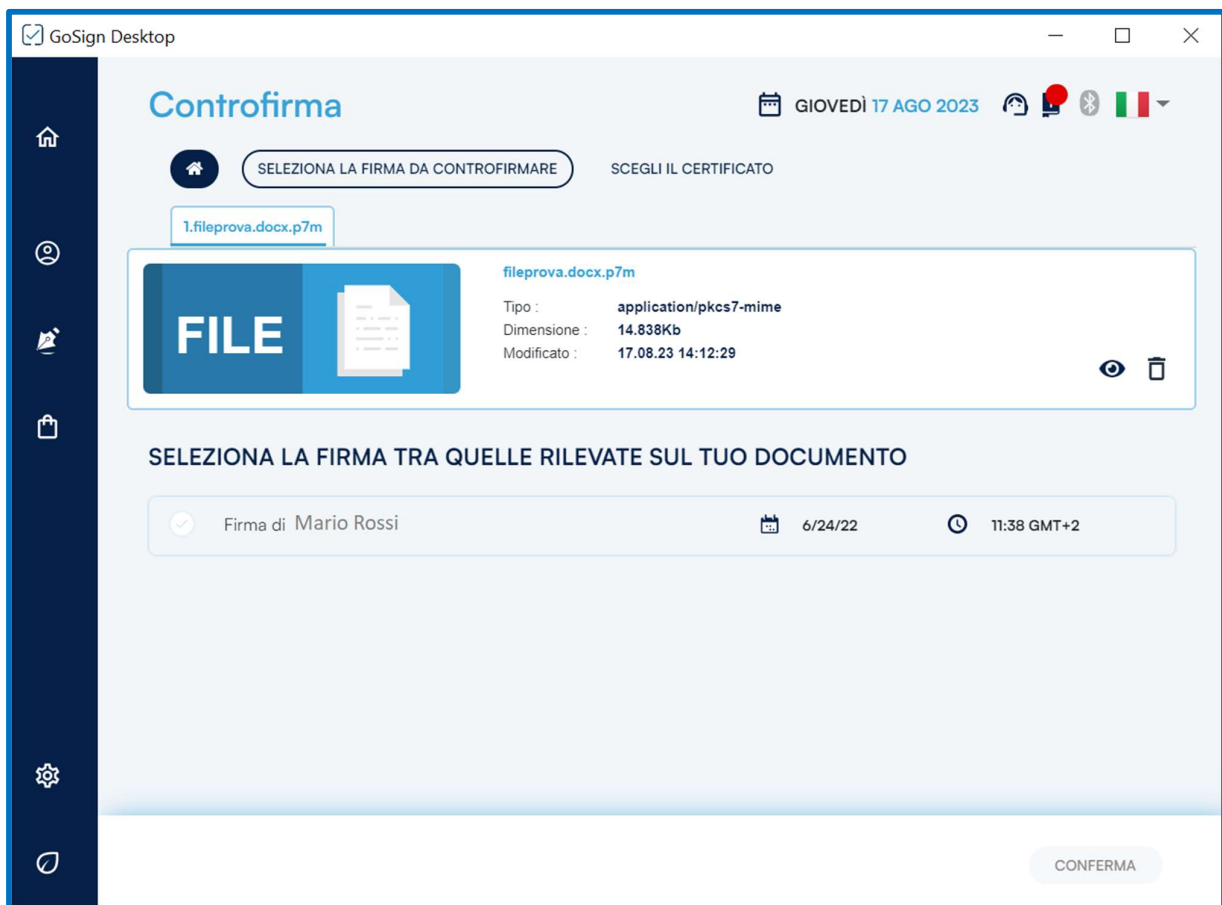 GoSign Desktop
Controfirma
GIOVEDÌ 17 AGO 2023
SELEZIONA LA FIRMA DA CONTROFIRMARE
SCEGLI IL CERTIFICATO
1.fileprova.docx.p7m
FILE
fileprova.docx.p7m
Tipo : application/pkcs7-mime
Dimensione : 14.838Kb
Modificato : 17.08.23 14:12:29
SELEZIONA LA FIRMA TRA QUELLE RILEVATE SUL TUO DOCUMENTO
Firma di Mario Rossi 6/24/22 11:38 GMT+2
CONFERMA